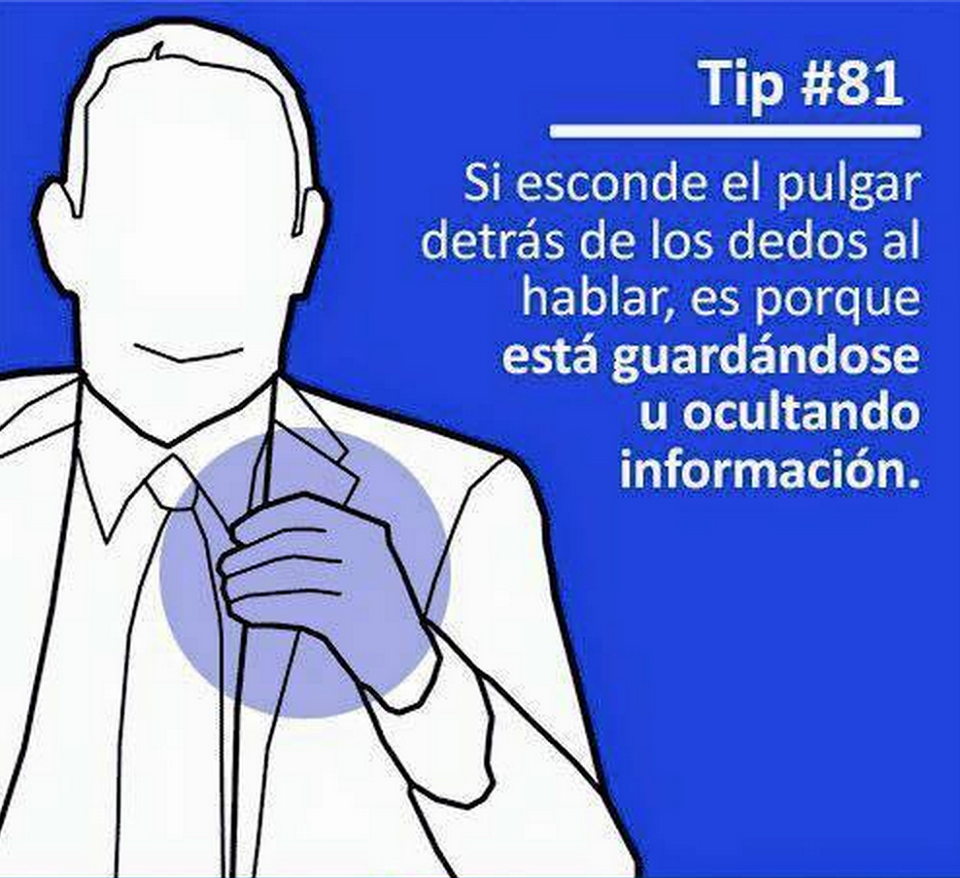 Tip #81
Si esconde el pulgar
detrás de los dedos al
hablar, es porque
está guardándose
u ocultando
información.